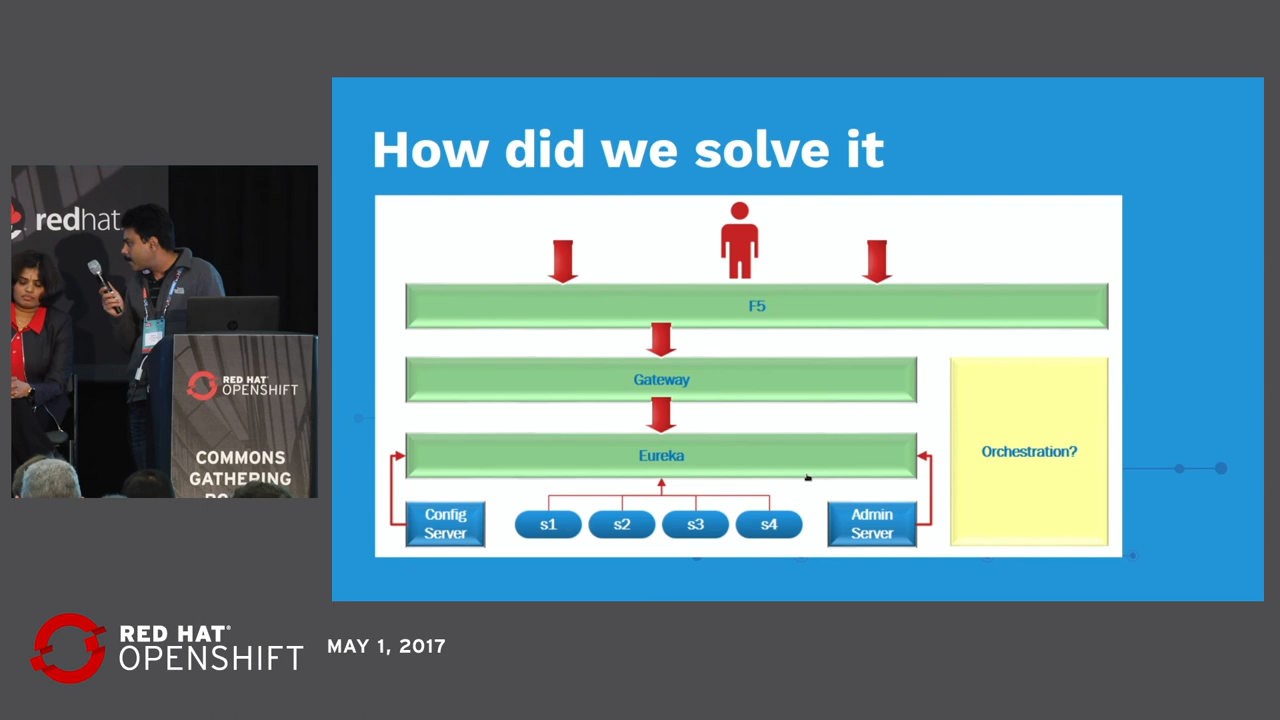 How did we solve it
F5
Gateway
Eureka
Orchestration?
Config
Server
s1
s2
s3
s4
Admin
Server
redhat
RED HAT
OPENSHIFT
COMMONS
GATHERING
RED HAT®
OPENSHIFT
MAY 1, 2017